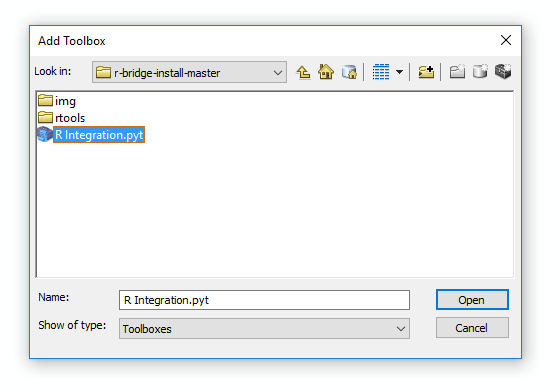 Add Toolbox
Look in: r-bridge-install-master
img
rtools
R Integration.pyt
Name: R Integration.pyt Open
Show of type: Toolboxes Cancel